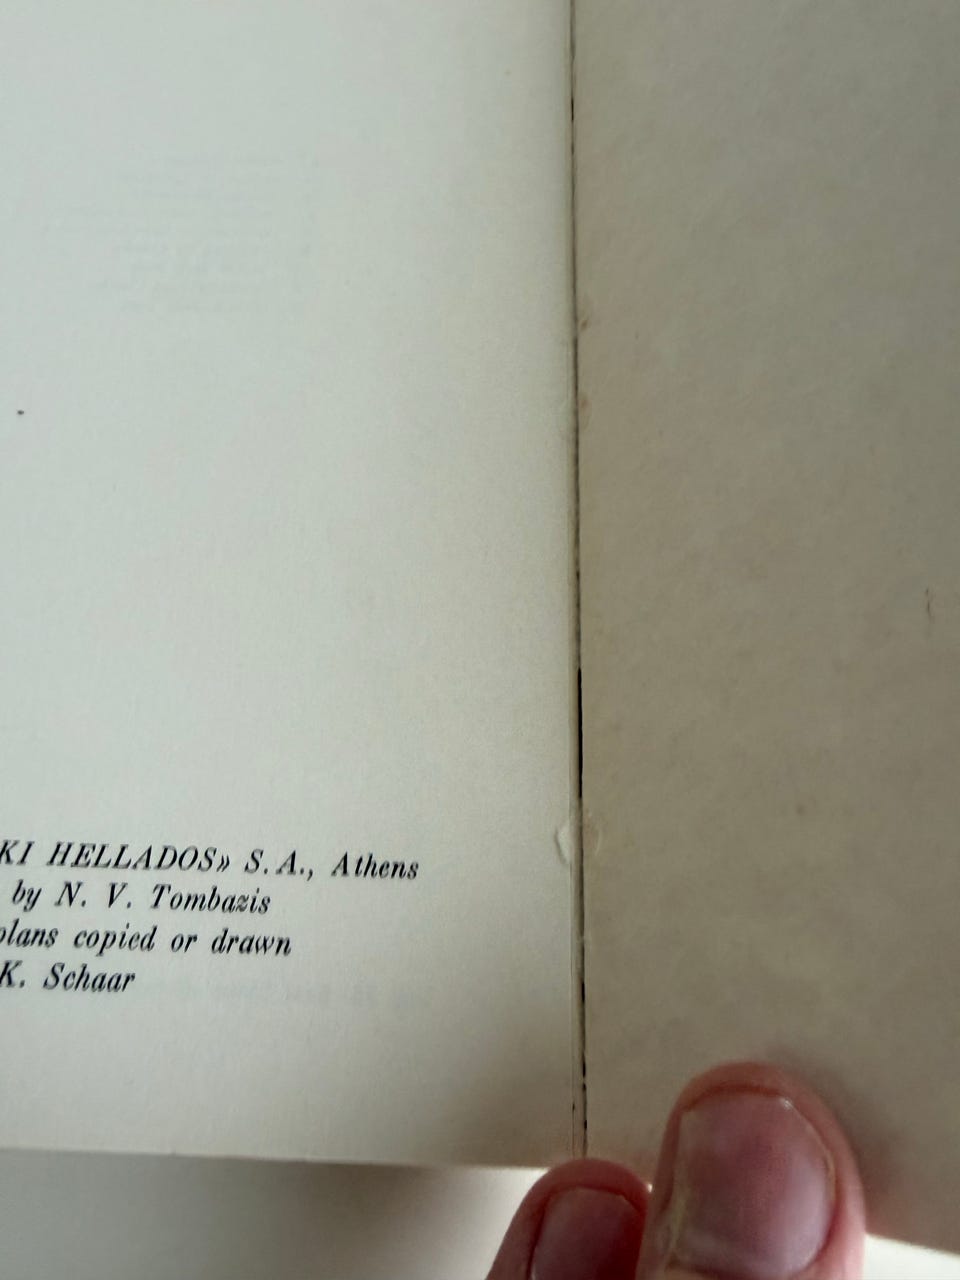 KI HELLADOS» S. A., Athens
by N. V. Tombazis
plans copied or drawn
K. Schaar